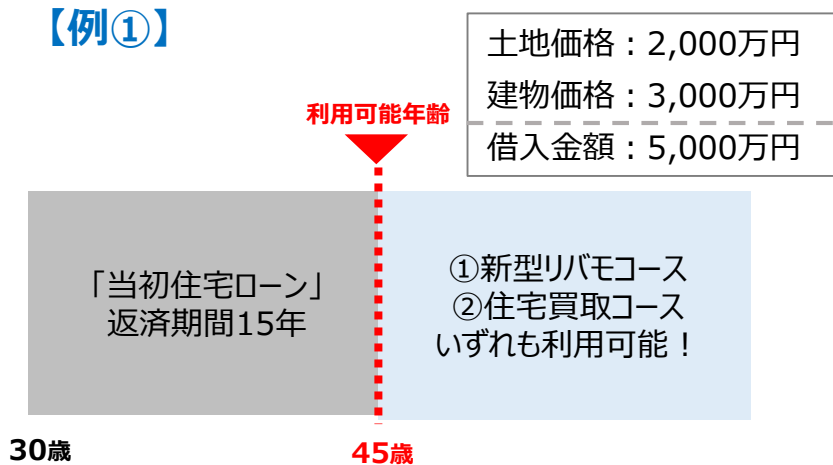 【例①】
土地価格：2,000万円
建物価格：3,000万円
借入金額：5,000万円
利用可能年齢
「当初住宅ローン」
返済期間15年
①新型リバモコース
②住宅買取コース
いずれも利用可能！
30歳
45歳